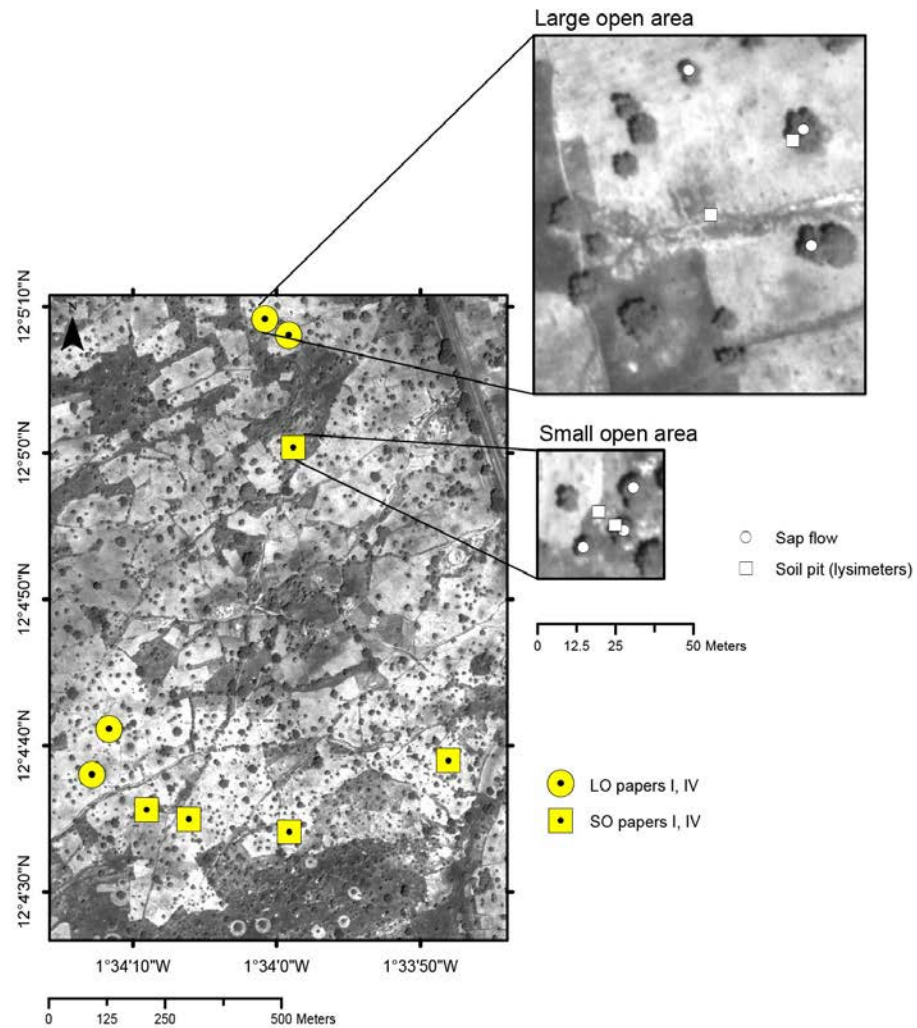 Large open area
12°5'10"N
12°5'0"N
12°4'50"N
12°4'40"N
12°4'30"N
N
Small open area
Sap flow
Soil pit (lysimeters)
0 12.5 25 50 Meters
LO papers I, IV
SO papers I, IV
1°34'10"W 1°34'0"W 1°33'50"W
0 125 250 500 Meters